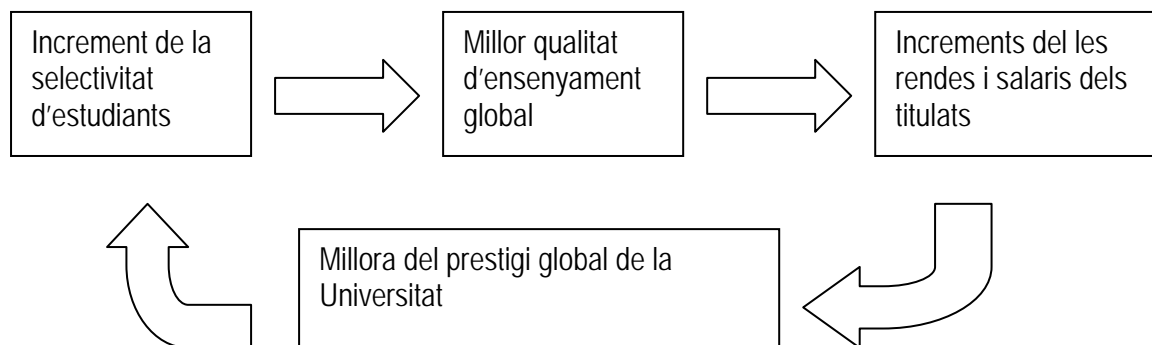 Increment de la
selectivitat
d’estudiants
Millor qualitat
d’ensenyament
global
Increments del les
rendes i salaris dels
titulats
Millora del prestigi global de la
Universitat